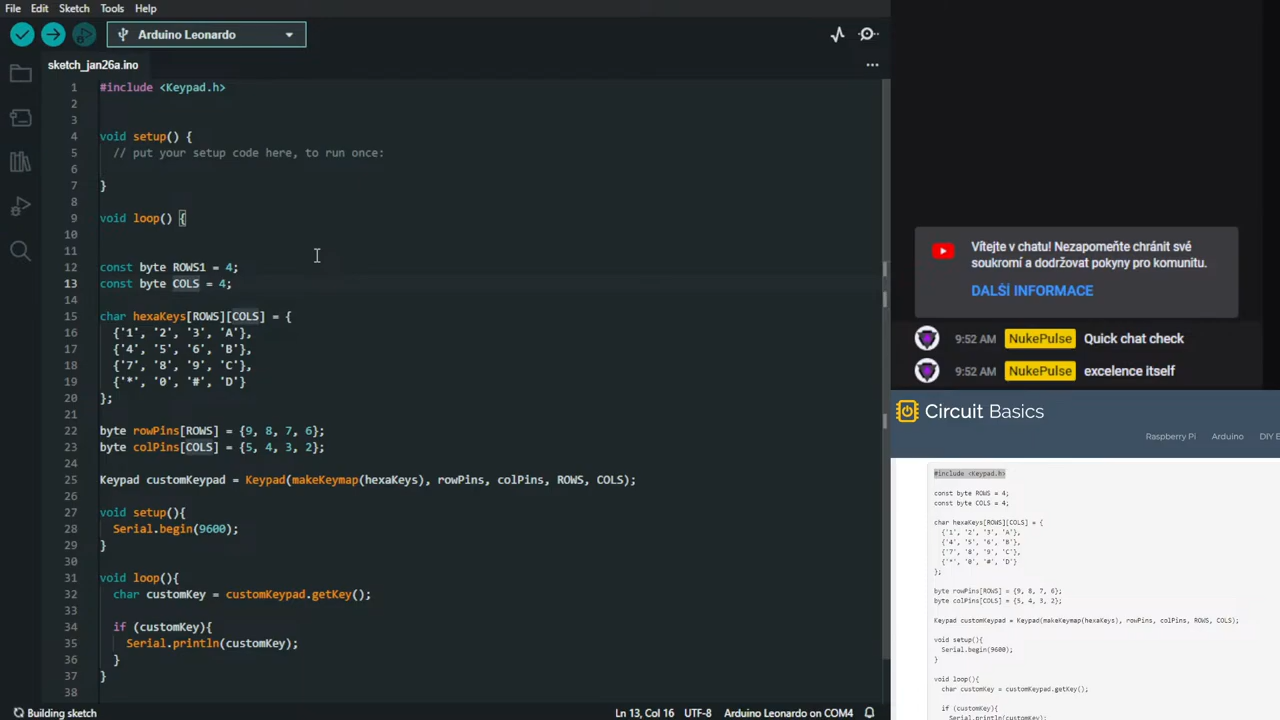 File Edit Sketch Tools Help
Arduino Leonardo
sketch_jan26a.ino
1 #include <Keypad.h>
2
3
4 void setup() {
5 // put your setup code here, to run once:
6
7 }
8
9 void loop() {
10
11
12 const byte ROWS1 = 4;
13 const byte COLS = 4;
14
15 char hexaKeys[ROWS][COLS] = {
16 {'1', '2', '3', 'A'},
17 {'4', '5', '6', 'B'},
18 {'7', '8', '9', 'C'},
19 {'*', '0', '#', 'D'}
20 };
21
22 byte rowPins[ROWS] = {9, 8, 7, 6};
23 byte colPins[COLS] = {5, 4, 3, 2};
24
25 Keypad customKeypad = Keypad(makeKeymap(hexaKeys), rowPins, colPins, ROWS, COLS);
26
27 void setup(){
28 Serial.begin(9600);
29 }
30
31 void loop(){
32 char customKey = customKeypad.getKey();
33
34 if (customKey){
35 Serial.println(customKey);
36 }
37 }
38
Building sketch
Ln 13, Col 16 UTF-8 Arduino Leonardo on COM4
Vítejte v chatu! Nezapomeňte chránit své
soukromí a dodržovat pokyny pro komunitu.
DALŠÍ INFORMACE
9:52 AM NukePulse Quick chat check
9:52 AM NukePulse excelence itself
Circuit Basics
Raspberry Pi Arduino DIY E
#include <Keypad.h>
const byte ROWS = 4;
const byte COLS = 4;
char hexaKeys[ROWS][COLS] = {
{'1', '2', '3', 'A'},
{'4', '5', '6', 'B'},
{'7', '8', '9', 'C'},
{'*', '0', '#', 'D'}
};
byte rowPins[ROWS] = {9, 8, 7, 6};
byte colPins[COLS] = {5, 4, 3, 2};
Keypad customKeypad = Keypad(makeKeymap(hexaKeys), rowPins, colPins, ROWS, COLS);
void setup(){
Serial.begin(9600);
}
void loop(){
char customKey = customKeypad.getKey();
if (customKey){
Serial.println(customKey);